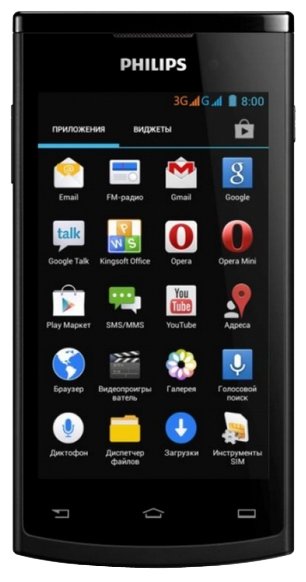 PHILIPS
3G G 8:00
ПРИЛОЖЕНИЯ ВИДЖЕТЫ
Email FM-радио Gmail Google
talk
Google Talk Kingsoft Office Opera Opera Mini
Play Маркет SMS/MMS YouTube Адреса
Браузер Видеопроигры
ватель Галерея Голосовой
поиск
Диктофон Диспетчер
файлов Загрузки Инструменты
SIM